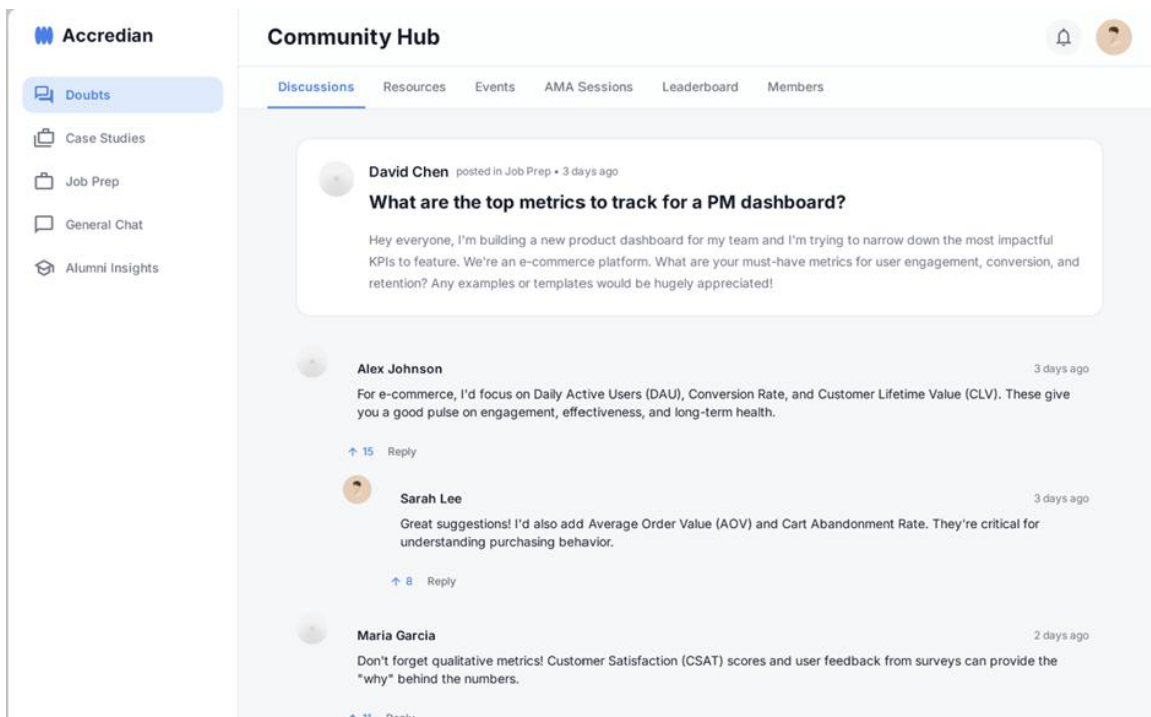 Accredian
Community Hub
Discussions Resources Events AMA Sessions Leaderboard Members
Doubts
Case Studies
Job Prep
General Chat
Alumni Insights
David Chen posted in Job Prep • 3 days ago
What are the top metrics to track for a PM dashboard?
Hey everyone, I'm building a new product dashboard for my team and I'm trying to narrow down the most impactful
KPIs to feature. We're an e-commerce platform. What are your must-have metrics for user engagement, conversion, and
retention? Any examples or templates would be hugely appreciated!
Alex Johnson 3 days ago
For e-commerce, I'd focus on Daily Active Users (DAU), Conversion Rate, and Customer Lifetime Value (CLV). These give
you a good pulse on engagement, effectiveness, and long-term health.
↑ 15 Reply
Sarah Lee 3 days ago
Great suggestions! I'd also add Average Order Value (AOV) and Cart Abandonment Rate. They're critical for
understanding purchasing behavior.
↑ 8 Reply
Maria Garcia 2 days ago
Don't forget qualitative metrics! Customer Satisfaction (CSAT) scores and user feedback from surveys can provide the
"why" behind the numbers.
↑ 11 Reply